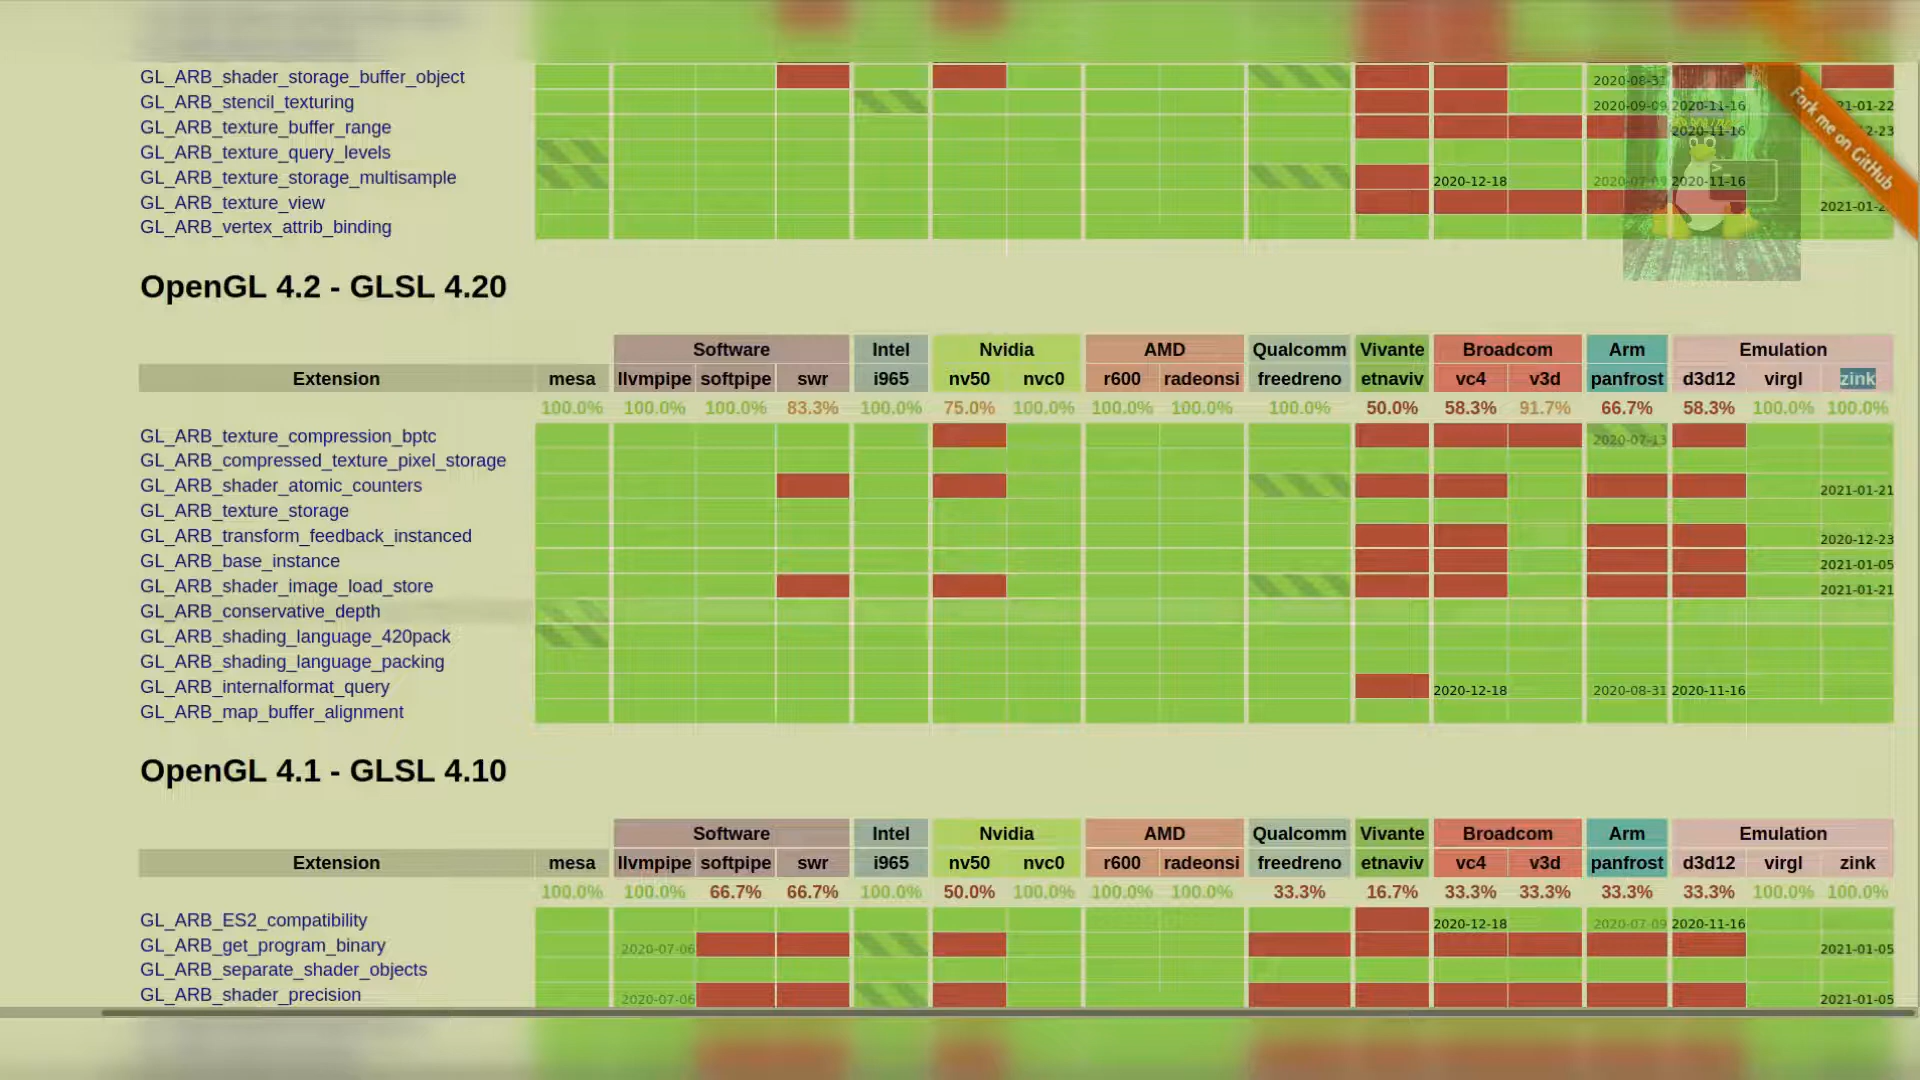 GL_ARB_shader_storage_buffer_object 2020-08-31
GL_ARB_stencil_texturing 2020-09-09 2020-11-16 21-01-22
GL_ARB_texture_buffer_range 2020-11-16 2-23
GL_ARB_texture_query_levels
GL_ARB_texture_storage_multisample 2020-12-18 2020-07-09 2020-11-16
GL_ARB_texture_view 2021-01-2
GL_ARB_vertex_attrib_binding
Fork me on GitHub
OpenGL 4.2 - GLSL 4.20
Software Intel Nvidia AMD Qualcomm Vivante Broadcom Arm Emulation
Extension mesa llvmpipe softpipe swr i965 nv50 nvc0 r600 radeonsi freedreno etnaviv vc4 v3d panfrost d3d12 virgl zink
100.0% 100.0% 100.0% 83.3% 100.0% 75.0% 100.0% 100.0% 100.0% 100.0% 50.0% 58.3% 91.7% 66.7% 58.3% 100.0% 100.0%
GL_ARB_texture_compression_bptc 2020-07-13
GL_ARB_compressed_texture_pixel_storage
GL_ARB_shader_atomic_counters 2021-01-21
GL_ARB_texture_storage
GL_ARB_transform_feedback_instanced 2020-12-23
GL_ARB_base_instance 2021-01-05
GL_ARB_shader_image_load_store 2021-01-21
GL_ARB_conservative_depth
GL_ARB_shading_language_420pack
GL_ARB_shading_language_packing
GL_ARB_internalformat_query 2020-12-18 2020-08-31 2020-11-16
GL_ARB_map_buffer_alignment
OpenGL 4.1 - GLSL 4.10
Software Intel Nvidia AMD Qualcomm Vivante Broadcom Arm Emulation
Extension mesa llvmpipe softpipe swr i965 nv50 nvc0 r600 radeonsi freedreno etnaviv vc4 v3d panfrost d3d12 virgl zink
100.0% 100.0% 66.7% 66.7% 100.0% 50.0% 100.0% 100.0% 100.0% 33.3% 16.7% 33.3% 33.3% 33.3% 33.3% 100.0% 100.0%
GL_ARB_ES2_compatibility 2020-12-18 2020-07-09 2020-11-16
GL_ARB_get_program_binary 2020-07-06 2021-01-05
GL_ARB_separate_shader_objects
GL_ARB_shader_precision 2020-07-06 2021-01-05